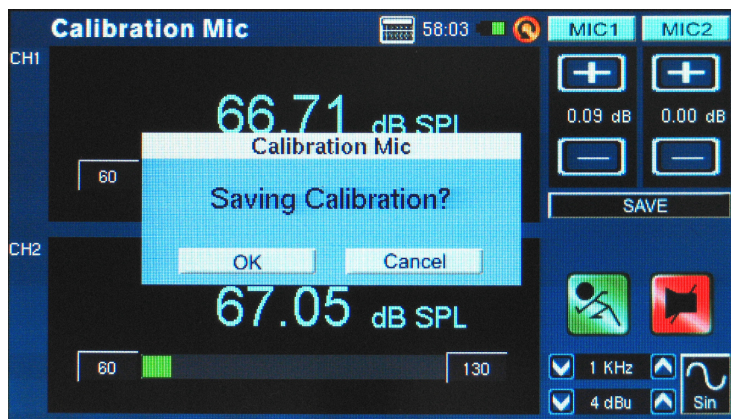 Calibration Mic 58:03 MIC1 MIC2
CH1
66.71 dB SPL
0.09 dB 0.00 dB
Calibration Mic
60
Saving Calibration?
SAVE
OK Cancel
CH2
67.05 dB SPL
60 130
1 KHz
4 dBu
Sin